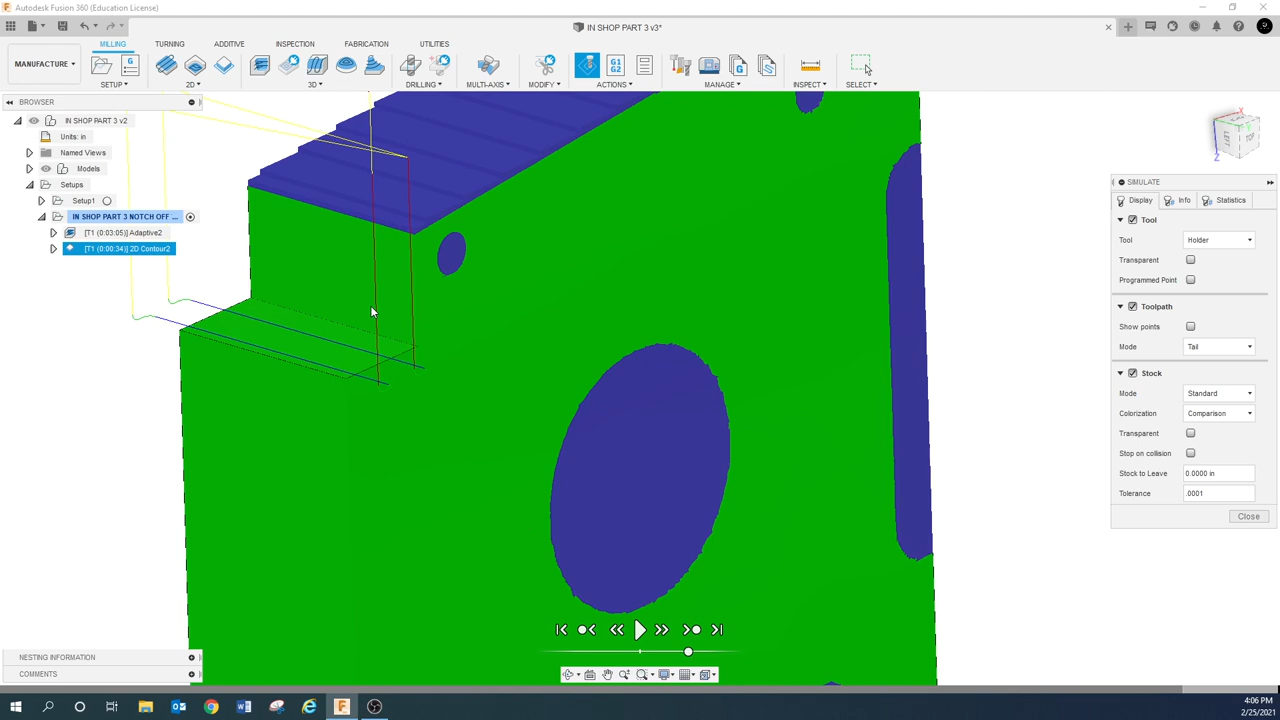 Autodesk Fusion 360 (Education License)
IN SHOP PART 3 v3*
MILLING TURNING ADDITIVE INSPECTION FABRICATION UTILITIES
MANUFACTURE
G1
G2
SETUP 2D 3D DRILLING MULTI-AXIS MODIFY ACTIONS MANAGE INSPECT SELECT
BROWSER
IN SHOP PART 3 v2
Units: in
Named Views
Models
Setups
Setup1
IN SHOP PART 3 NOTCH OFF ...
[T1 (0:03:05)] Adaptive2
[T1 (0:00:34)] 2D Contour2
X
Z
SIMULATE
Display Info Statistics
Tool
Tool Holder
Transparent
Programmed Point
Toolpath
Show points
Mode Tail
Stock
Mode Standard
Colorization Comparison
Transparent
Stop on collision
Stock to Leave 0.0000 in
Tolerance .0001
Close
NESTING INFORMATION
COMMENTS
4:06 PM
2/25/2021